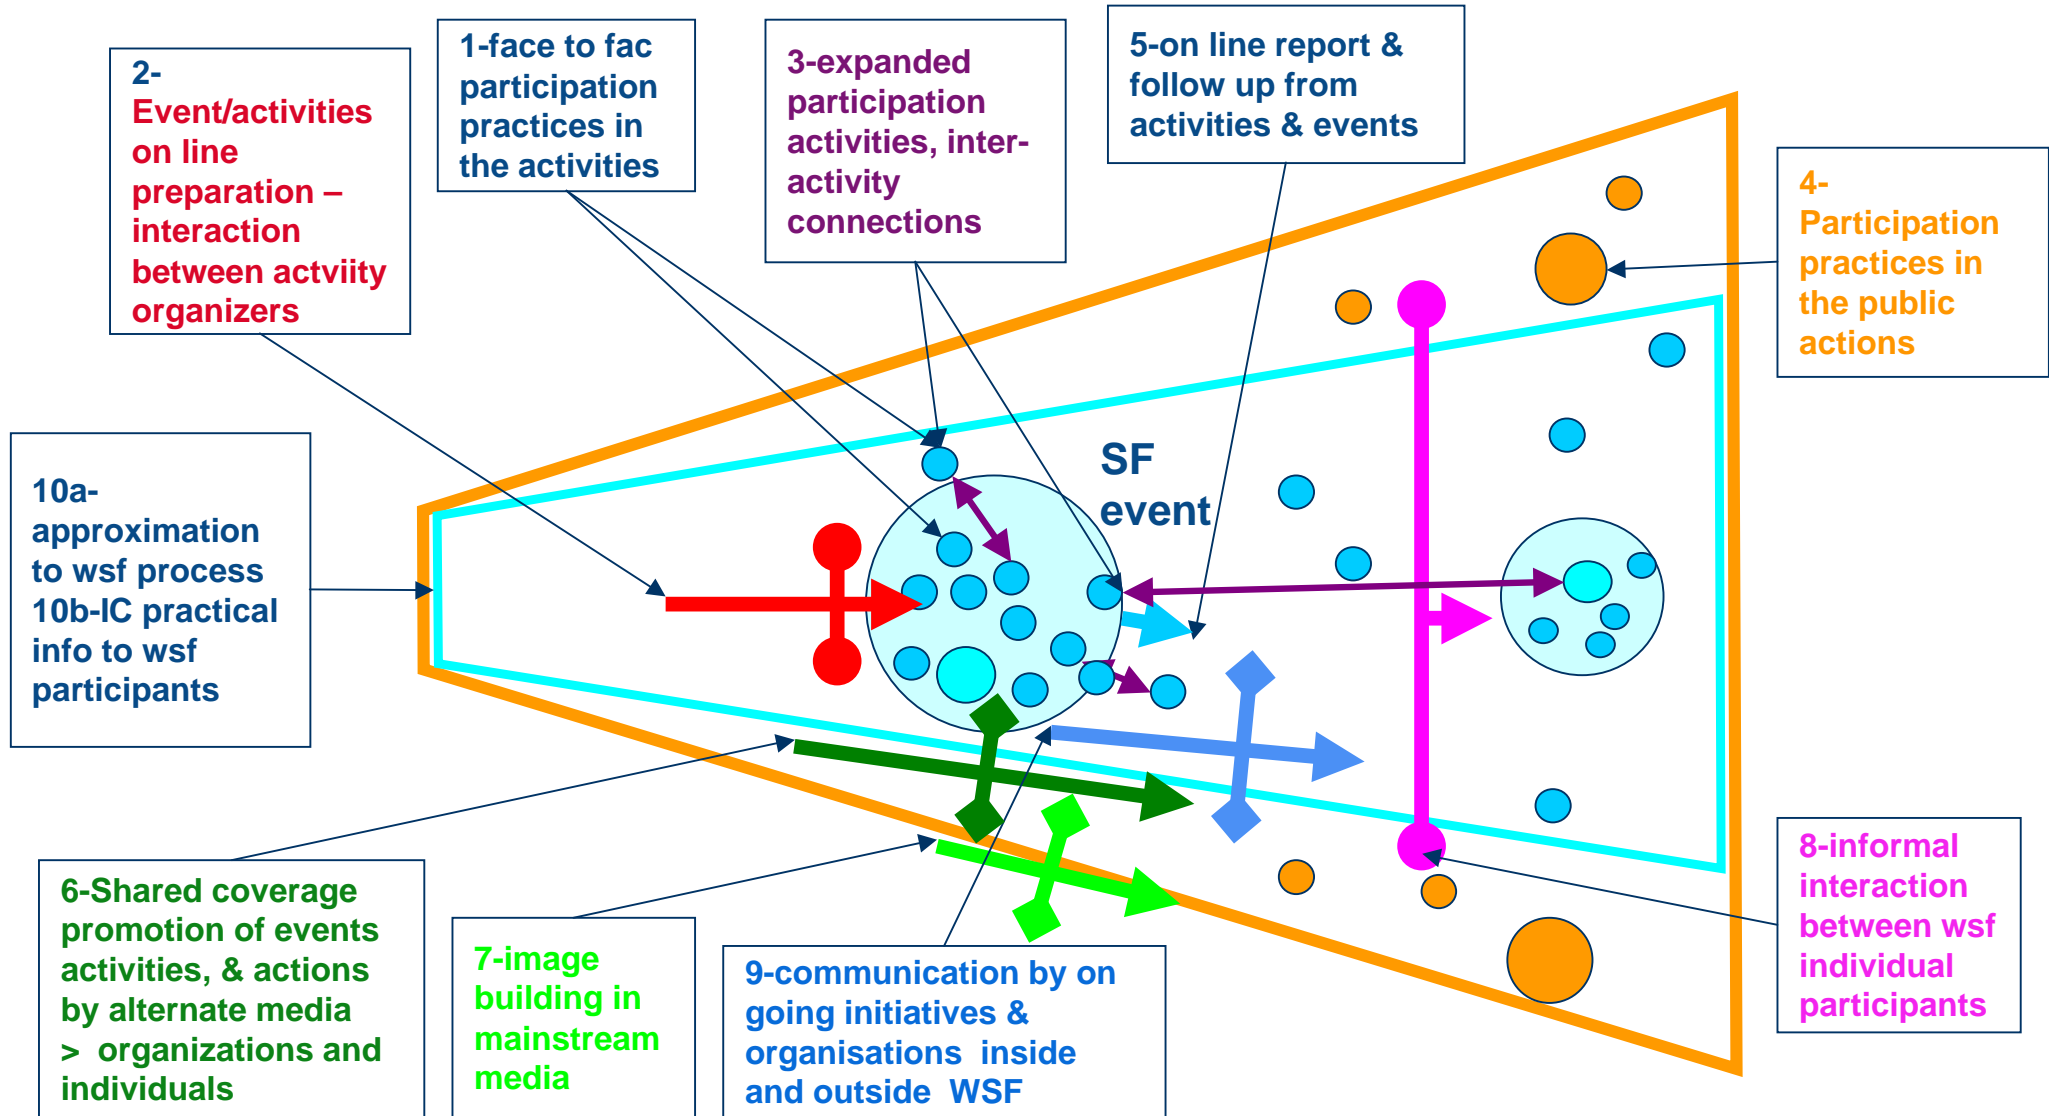 2-
Event/activities
on line
preparation –
interaction
between actviity
organizers
1-face to fac
participation
practices in
the activities
3-expanded
participation
activities, inter-
activity
connections
5-on line report &
follow up from
activities & events
4-
Participation
practices in
the public
actions
10a-
approximation
to wsf process
10b-IC practical
info to wsf
participants
SF
event
6-Shared coverage
promotion of events
activities, & actions
by alternate media
> organizations and
individuals
7-image
building in
mainstream
media
9-communication by on
going initiatives &
organisations inside
and outside WSF
8-informal
interaction
between wsf
individual
participants